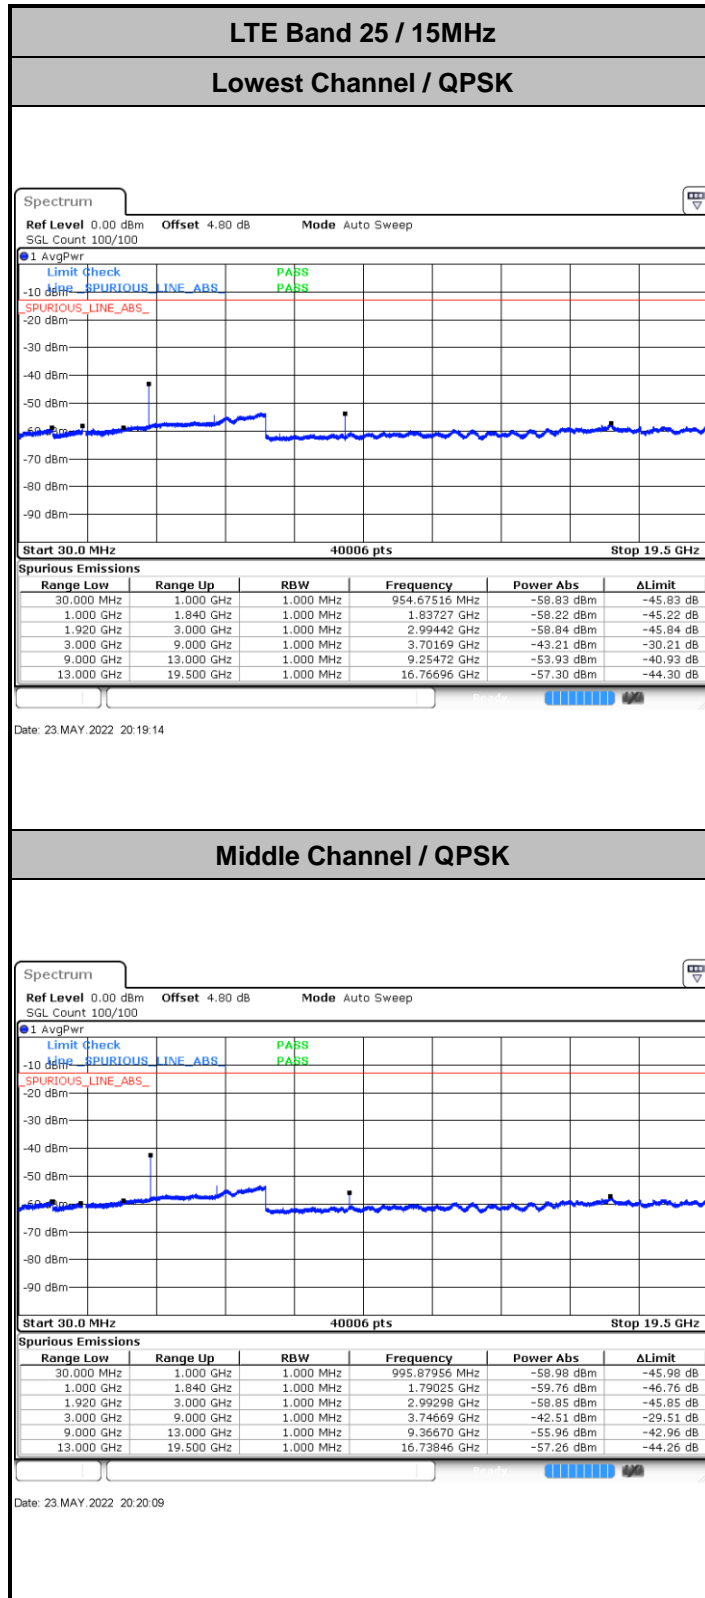 LTE Band 25 / 15MHz
Lowest Channel / QPSK
Spectrum
Ref Level 0.00 dBm Offset 4.80 dB Mode Auto Sweep
SGL Count 100/100
1 AvgPwr
Limit Check PASS
-10 dBm Line _SPURIOUS_LINE_ABS_ PASS
_SPURIOUS_LINE_ABS_
-20 dBm
-30 dBm
-40 dBm
-50 dBm
-60 dBm
-70 dBm
-80 dBm
-90 dBm
Start 30.0 MHz 40006 pts Stop 19.5 GHz
Spurious Emissions
Range Low Range Up RBW Frequency Power Abs ΔLimit
30.000 MHz 1.000 GHz 1.000 MHz 954.67516 MHz -58.83 dBm -45.83 dB
1.000 GHz 1.840 GHz 1.000 MHz 1.83727 GHz -58.22 dBm -45.22 dB
1.920 GHz 3.000 GHz 1.000 MHz 2.99442 GHz -58.84 dBm -45.84 dB
3.000 GHz 9.000 GHz 1.000 MHz 3.70169 GHz -43.21 dBm -30.21 dB
9.000 GHz 13.000 GHz 1.000 MHz 9.25472 GHz -53.93 dBm -40.93 dB
13.000 GHz 19.500 GHz 1.000 MHz 16.76696 GHz -57.30 dBm -44.30 dB
Ready
Date: 23.MAY.2022 20:19:14
Middle Channel / QPSK
Spectrum
Ref Level 0.00 dBm Offset 4.80 dB Mode Auto Sweep
SGL Count 100/100
1 AvgPwr
Limit Check PASS
-10 dBm Line _SPURIOUS_LINE_ABS_ PASS
_SPURIOUS_LINE_ABS_
-20 dBm
-30 dBm
-40 dBm
-50 dBm
-60 dBm
-70 dBm
-80 dBm
-90 dBm
Start 30.0 MHz 40006 pts Stop 19.5 GHz
Spurious Emissions
Range Low Range Up RBW Frequency Power Abs ΔLimit
30.000 MHz 1.000 GHz 1.000 MHz 995.87956 MHz -58.98 dBm -45.98 dB
1.000 GHz 1.840 GHz 1.000 MHz 1.79025 GHz -59.76 dBm -46.76 dB
1.920 GHz 3.000 GHz 1.000 MHz 2.99298 GHz -58.85 dBm -45.85 dB
3.000 GHz 9.000 GHz 1.000 MHz 3.74669 GHz -42.51 dBm -29.51 dB
9.000 GHz 13.000 GHz 1.000 MHz 9.36670 GHz -55.96 dBm -42.96 dB
13.000 GHz 19.500 GHz 1.000 MHz 16.73846 GHz -57.26 dBm -44.26 dB
Ready
Date: 23.MAY.2022 20:20:09